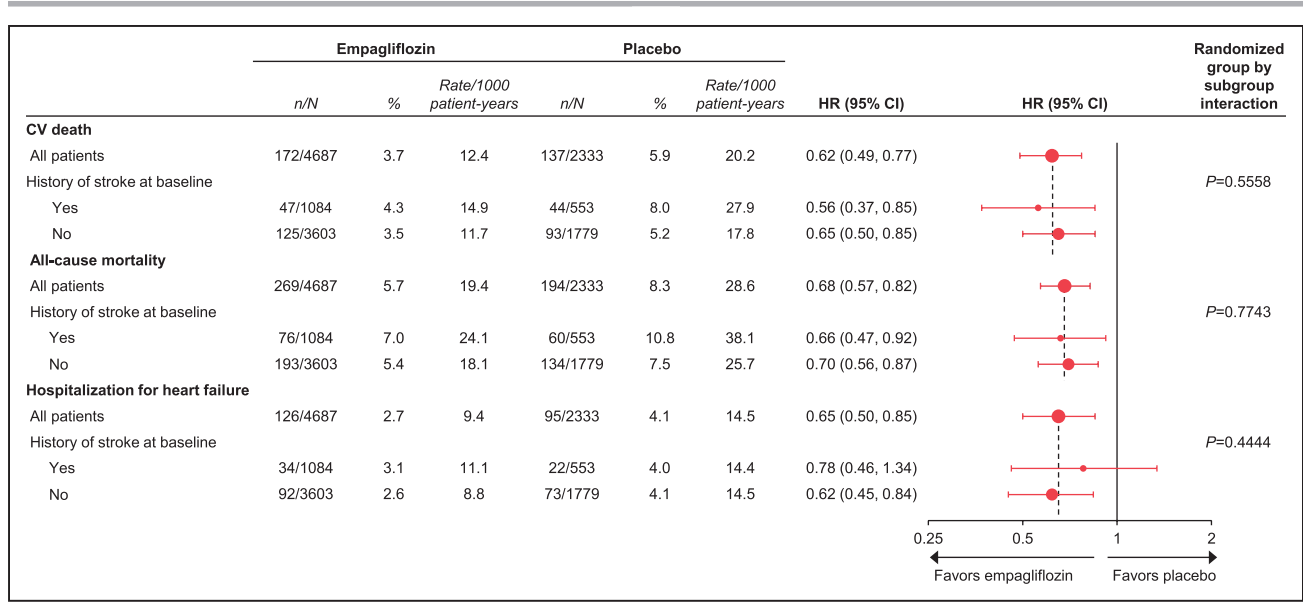 Empagliflozin Placebo Randomized group by subgroup interaction
n/N % Rate/1000 patient-years n/N % Rate/1000 patient-years HR (95% CI) HR (95% CI)
CV death
All patients 172/4687 3.7 12.4 137/2333 5.9 20.2 0.62 (0.49, 0.77)
History of stroke at baseline P=0.5558
Yes 47/1084 4.3 14.9 44/553 8.0 27.9 0.56 (0.37, 0.85)
No 125/3603 3.5 11.7 93/1779 5.2 17.8 0.65 (0.50, 0.85)
All-cause mortality
All patients 269/4687 5.7 19.4 194/2333 8.3 28.6 0.68 (0.57, 0.82)
History of stroke at baseline P=0.7743
Yes 76/1084 7.0 24.1 60/553 10.8 38.1 0.66 (0.47, 0.92)
No 193/3603 5.4 18.1 134/1779 7.5 25.7 0.70 (0.56, 0.87)
Hospitalization for heart failure
All patients 126/4687 2.7 9.4 95/2333 4.1 14.5 0.65 (0.50, 0.85)
History of stroke at baseline P=0.4444
Yes 34/1084 3.1 11.1 22/553 4.0 14.4 0.78 (0.46, 1.34)
No 92/3603 2.6 8.8 73/1779 4.1 14.5 0.62 (0.45, 0.84)
0.25 0.5 1 2
Favors empagliflozin Favors placebo